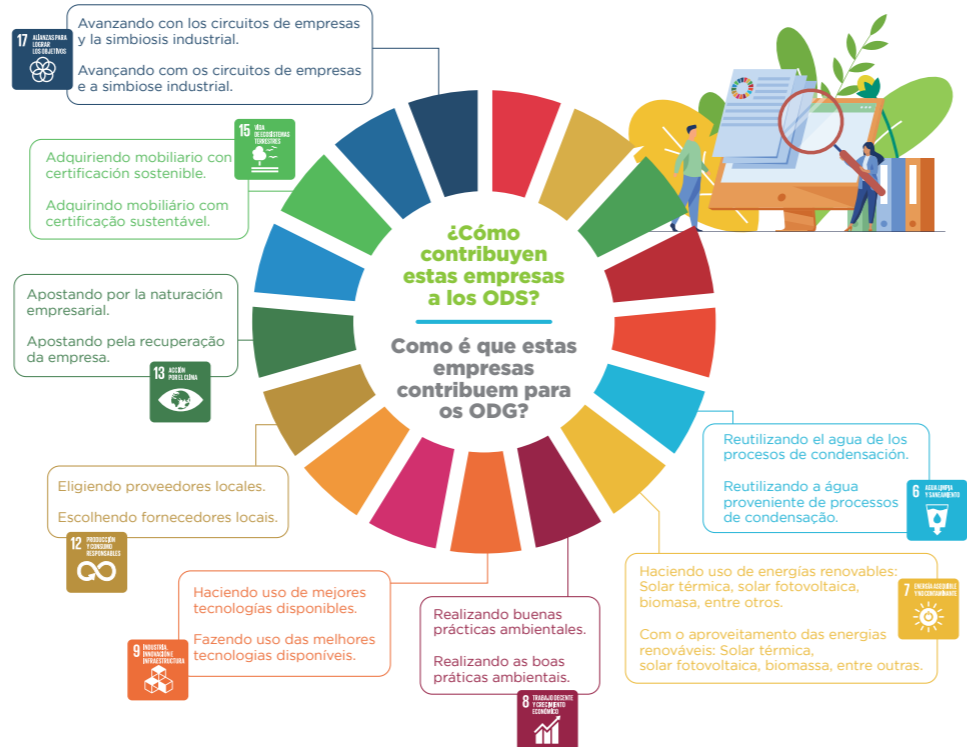 17 ALIANZAS PARA
LOGRAR
LOS OBJETIVOS
Avanzando con los circuitos de empresas
y la simbiosis industrial.
Avançando com os circuitos de empresas
e a simbiose industrial.
15 VIDA
DE ECOSISTEMAS
TERRESTRES
Adquiriendo mobiliario con
certificación sostenible.
Adquirindo mobiliário com
certificação sustentável.
Apostando por la naturación
empresarial.
Apostando pela recuperação
da empresa.
13 ACCIÓN
POR EL CLIMA
¿Cómo
contribuyen
estas empresas
a los ODS?
Como é que estas
empresas
contribuem para
os ODG?
Eligiendo proveedores locales.
Escolhendo fornecedores locais.
12 PRODUCCIÓN
Y CONSUMO
RESPONSABLES
Haciendo uso de mejores
tecnologías disponibles.
Fazendo uso das melhores
tecnologias disponíveis.
9 INDUSTRIA,
INNOVACIÓN E
INFRAESTRUCTURA
Realizando buenas
prácticas ambientales.
Realizando as boas
práticas ambientais.
8 TRABAJO DECENTE
Y CRECIMIENTO
ECONÓMICO
Haciendo uso de energías renovables:
Solar térmica, solar fotovoltaica,
biomasa, entre otros.
Com o aproveitamento das energias
renováveis: Solar térmica,
solar fotovoltaica, biomassa, entre outras.
7 ENERGÍA ASEQUIBLE
Y NO CONTAMINANTE
Reutilizando el agua de los
procesos de condensación.
Reutilizando a água
proveniente de processos
de condensação.
6 AGUA LIMPIA
Y SANEAMIENTO